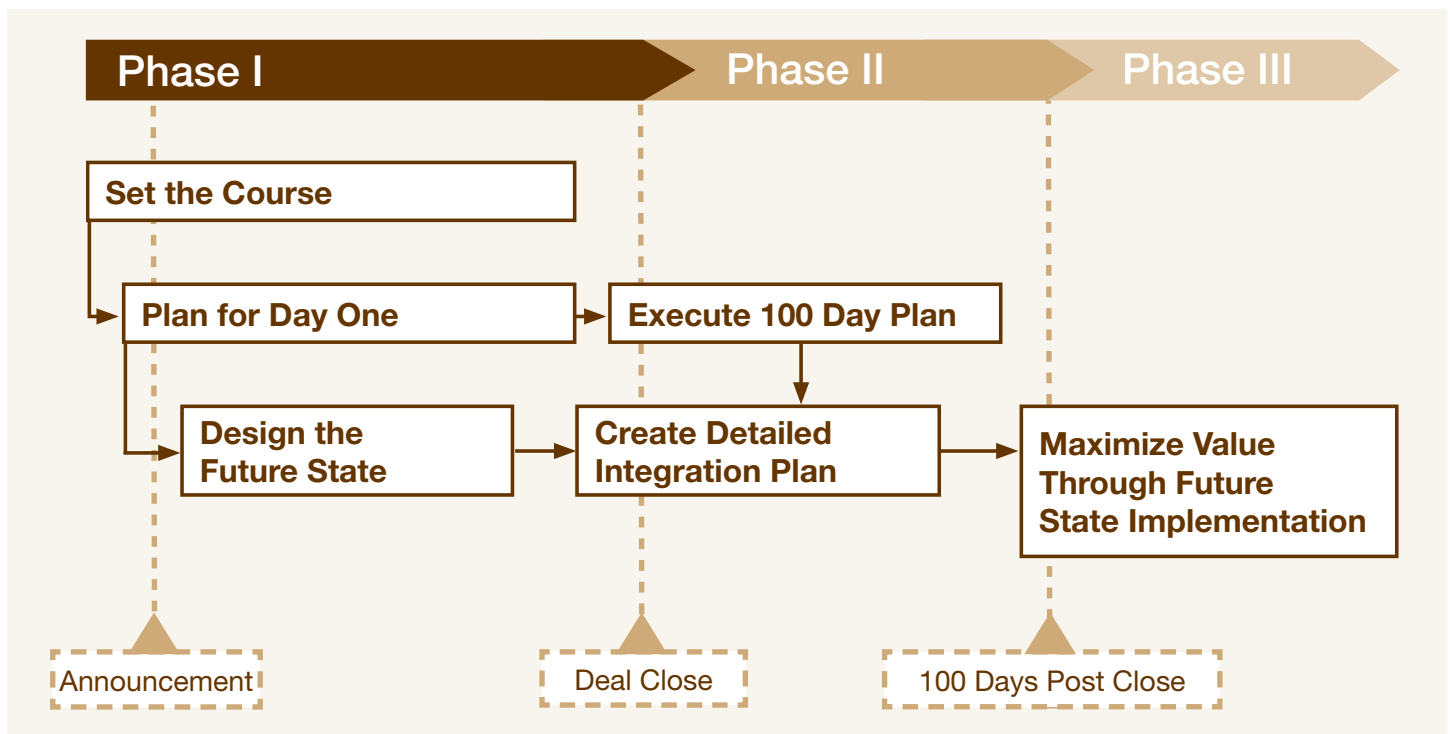 Phase I
Phase II
Phase III
Set the Course
Plan for Day One
Execute 100 Day Plan
Design the
Future State
Create Detailed
Integration Plan
Maximize Value
Through Future
State Implementation
Announcement
Deal Close
100 Days Post Close